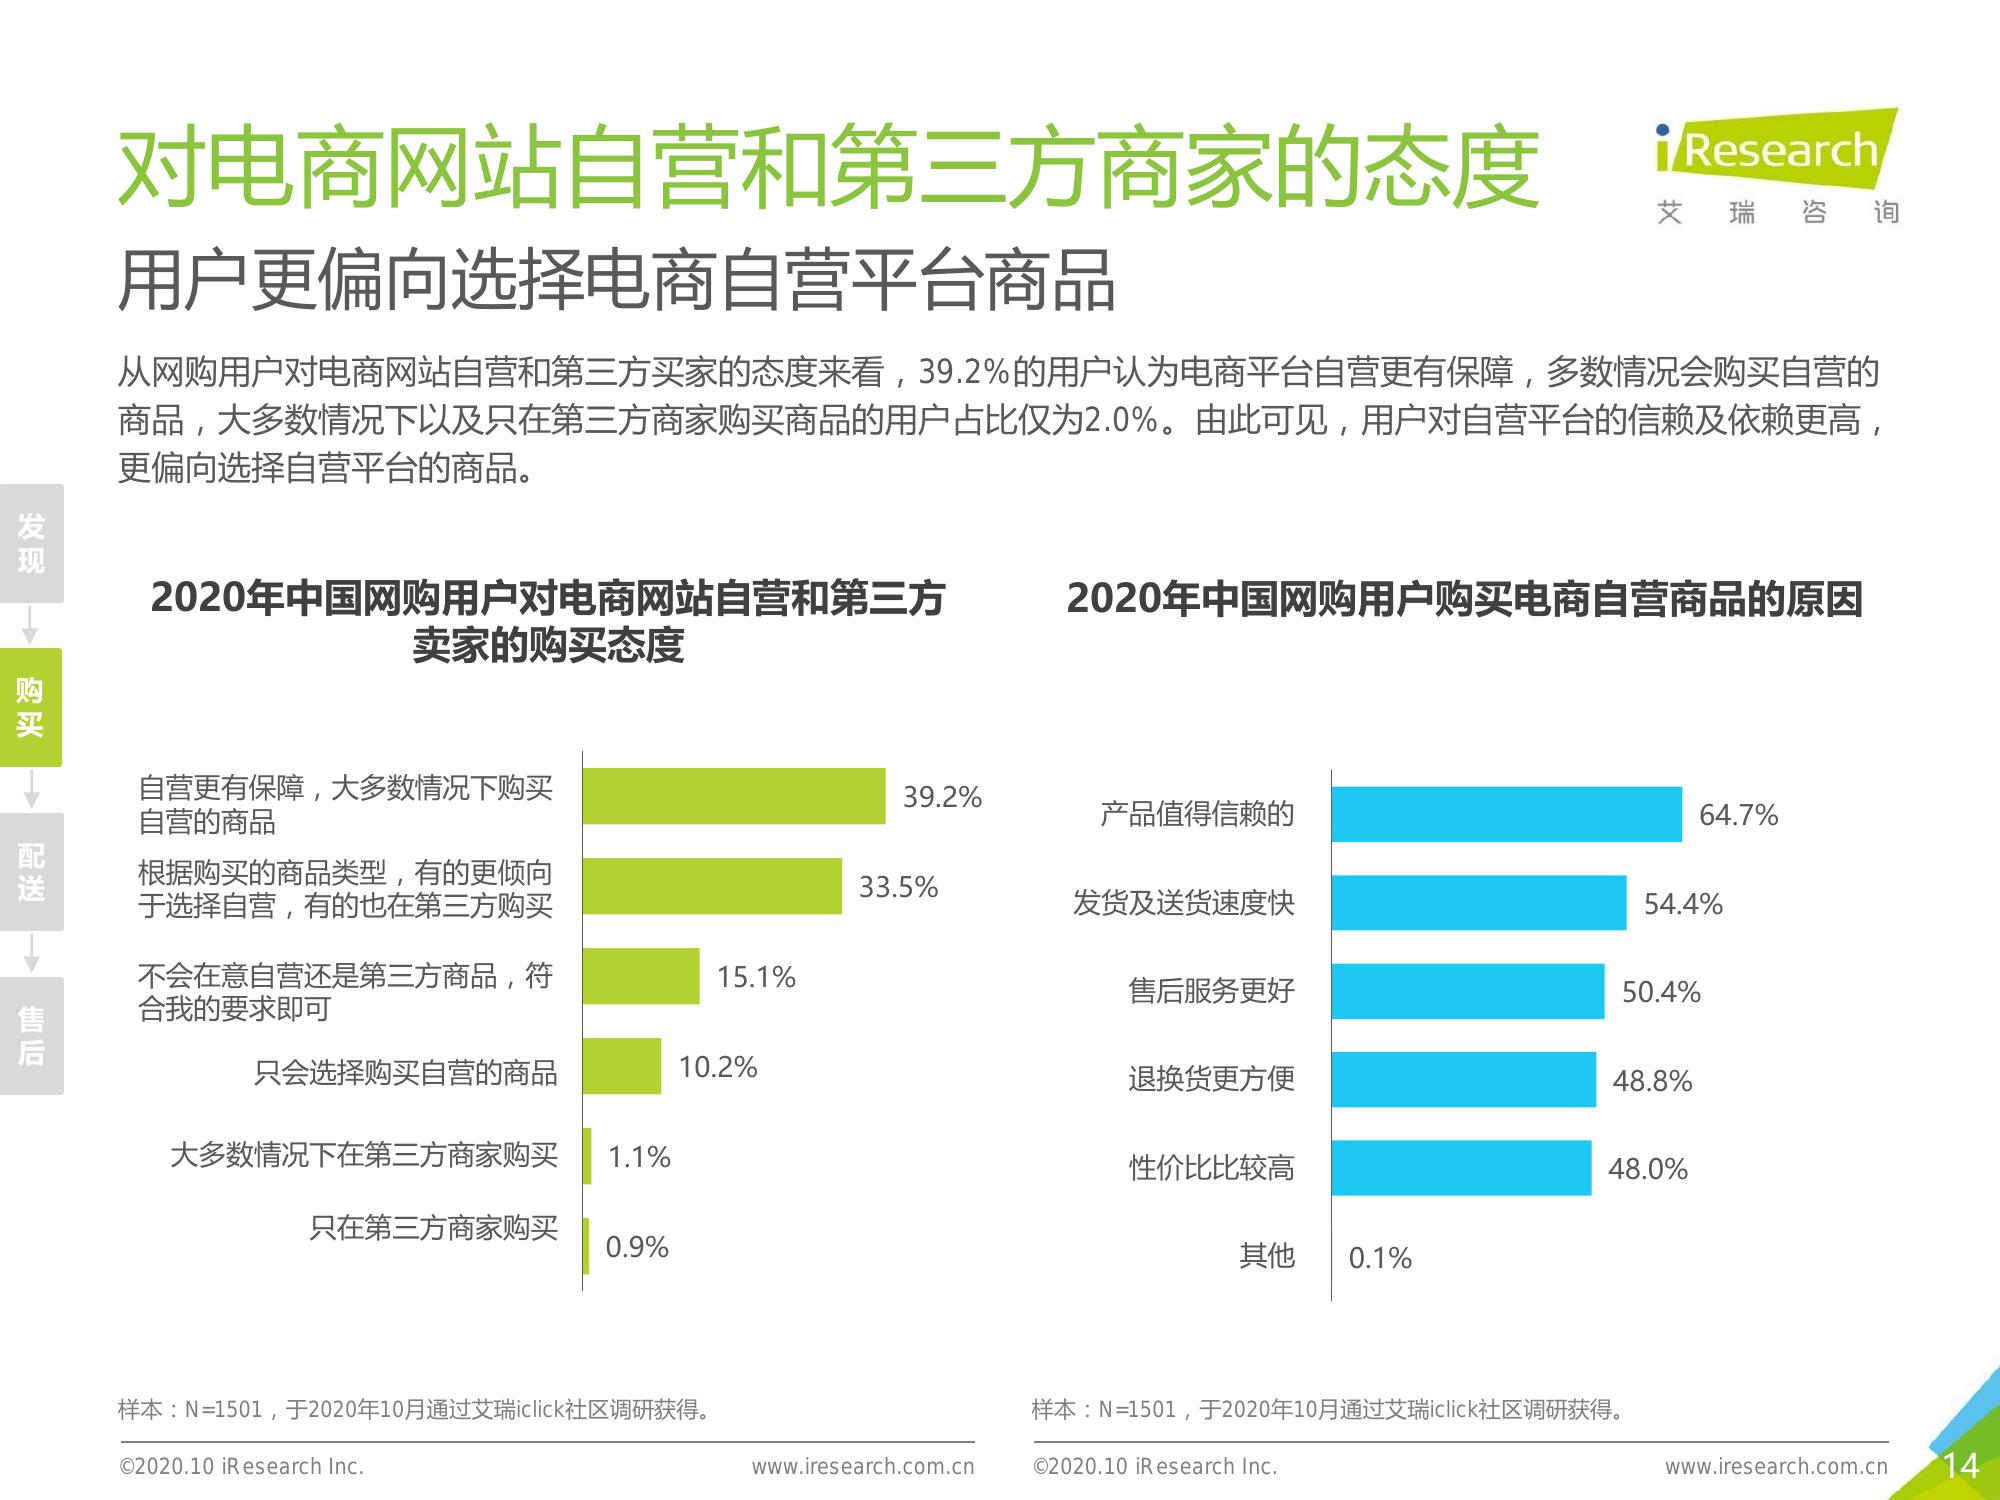 对电商网站自营和第三方商家的态度
iResearch
艾瑞咨询
用户更偏向选择电商自营平台商品
从网购用户对电商网站自营和第三方买家的态度来看，39.2%的用户认为电商平台自营更有保障，多数情况会购买自营的
商品，大多数情况下以及只在第三方商家购买商品的用户占比仅为2.0%。由此可见，用户对自营平台的信赖及依赖更高，
更偏向选择自营平台的商品。
发
现
购
买
配
送
售
后
2020年中国网购用户对电商网站自营和第三方
卖家的购买态度
自营更有保障，大多数情况下购买
自营的商品
39.2%
根据购买的商品类型，有的更倾向
于选择自营，有的也在第三方购买
33.5%
不会在意自营还是第三方商品，符
合我的要求即可
15.1%
只会选择购买自营的商品
10.2%
大多数情况下在第三方商家购买
1.1%
只在第三方商家购买
0.9%
2020年中国网购用户购买电商自营商品的原因
产品值得信赖的
64.7%
发货及送货速度快
54.4%
售后服务更好
50.4%
退换货更方便
48.8%
性价比比较高
48.0%
其他
0.1%
样本：N=1501，于2020年10月通过艾瑞iclick社区调研获得。
样本：N=1501，于2020年10月通过艾瑞iclick社区调研获得。
©2020.10 iResearch Inc.
www.iresearch.com.cn
©2020.10 iResearch Inc.
www.iresearch.com.cn
14